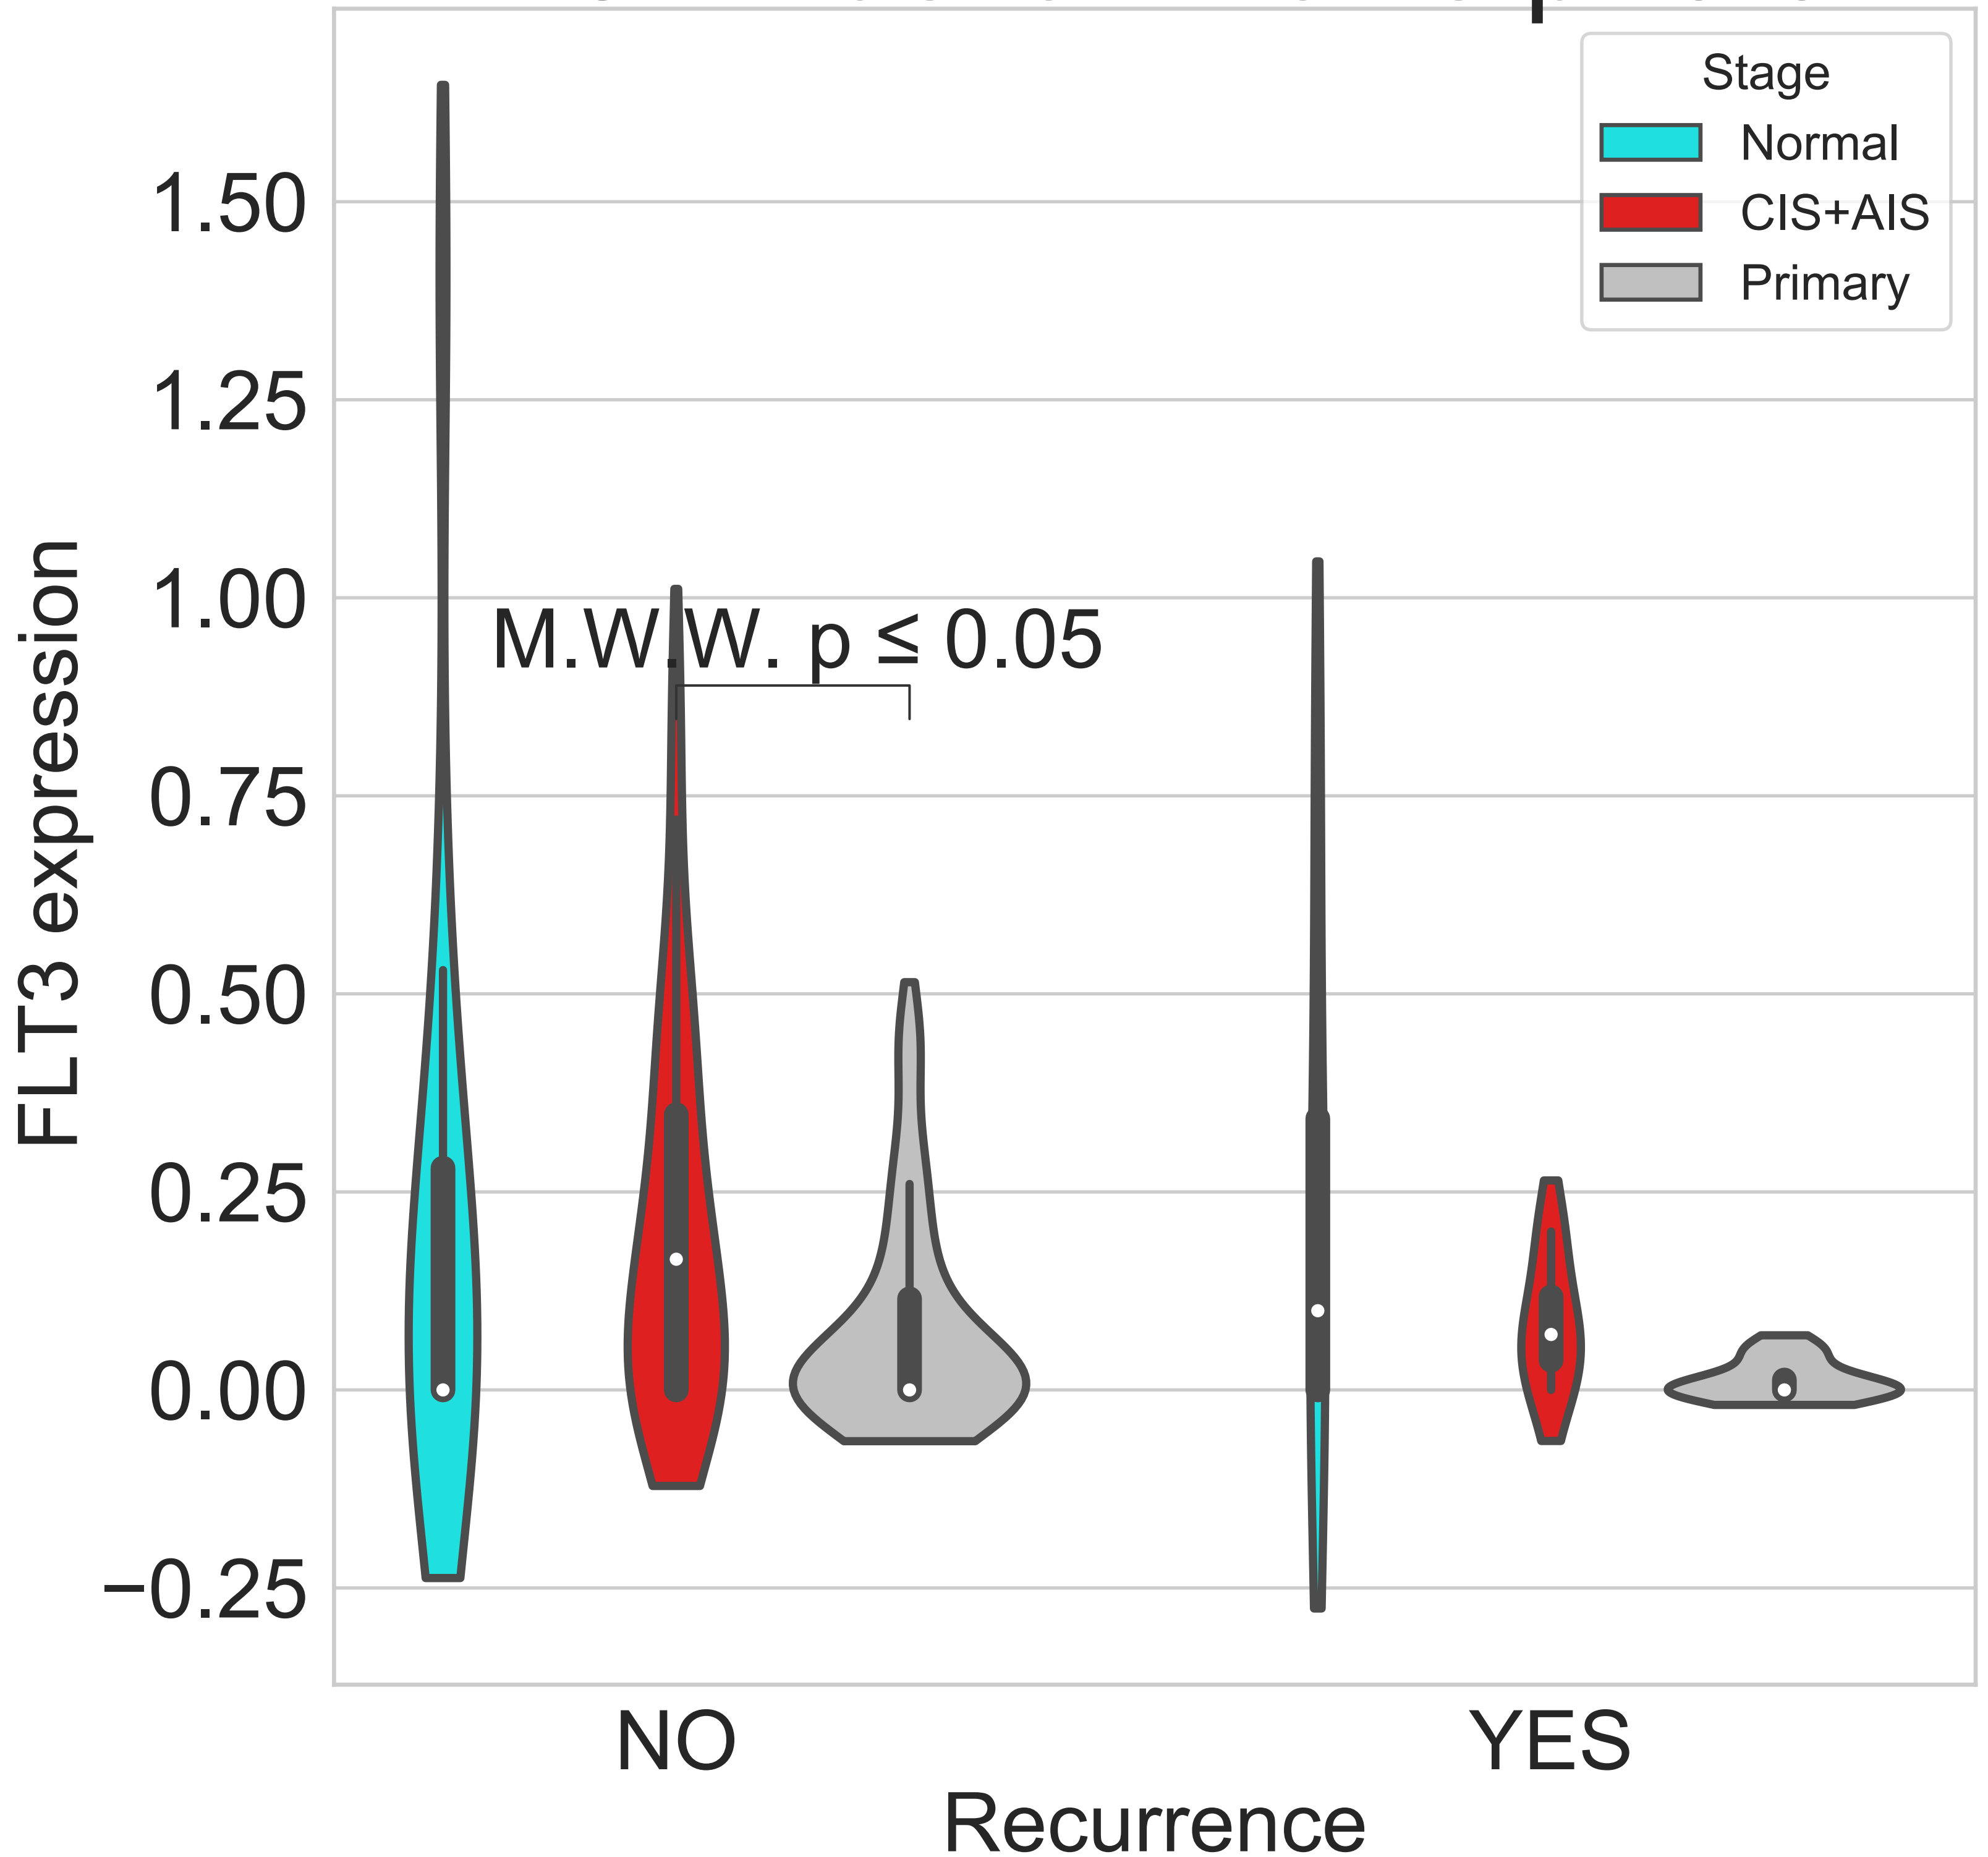 Stage
Normal
CIS+AIS
Primary
1.50
1.25
1.00
0.75
0.50
0.25
0.00
−0.25
FLT3 expression
M.W.W. p ≤ 0.05
NO
YES
Recurrence